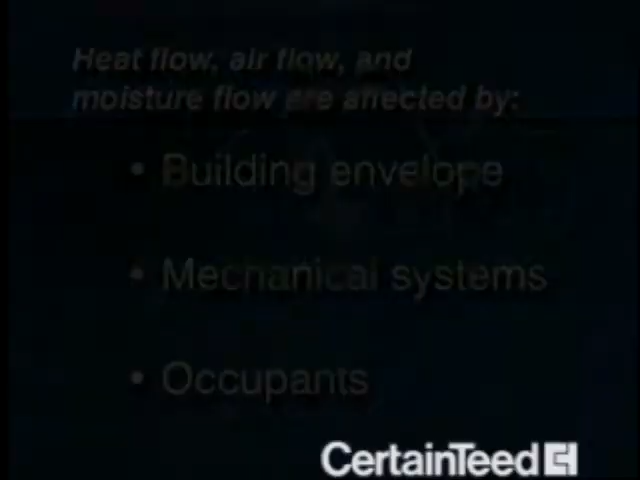 Heat flow, air flow, and
moisture flow are affected by:
• Building envelope
• Mechanical systems
• Occupants
CertainTeed